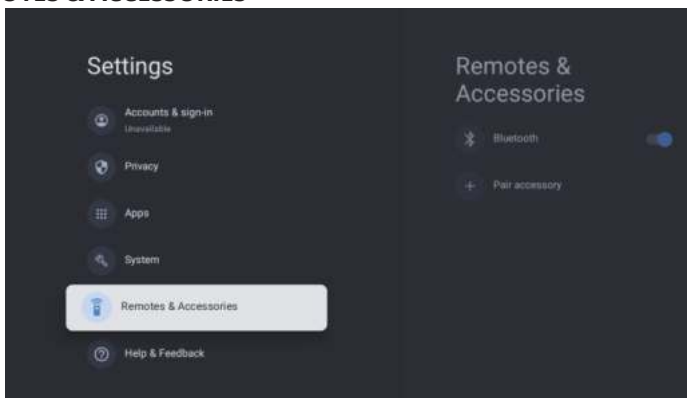 Settings
Accounts & sign-in
Unavailable
Privacy
Apps
System
Remotes & Accessories
Help & Feedback
Remotes &
Accessories
Bluetooth
Pair accessory